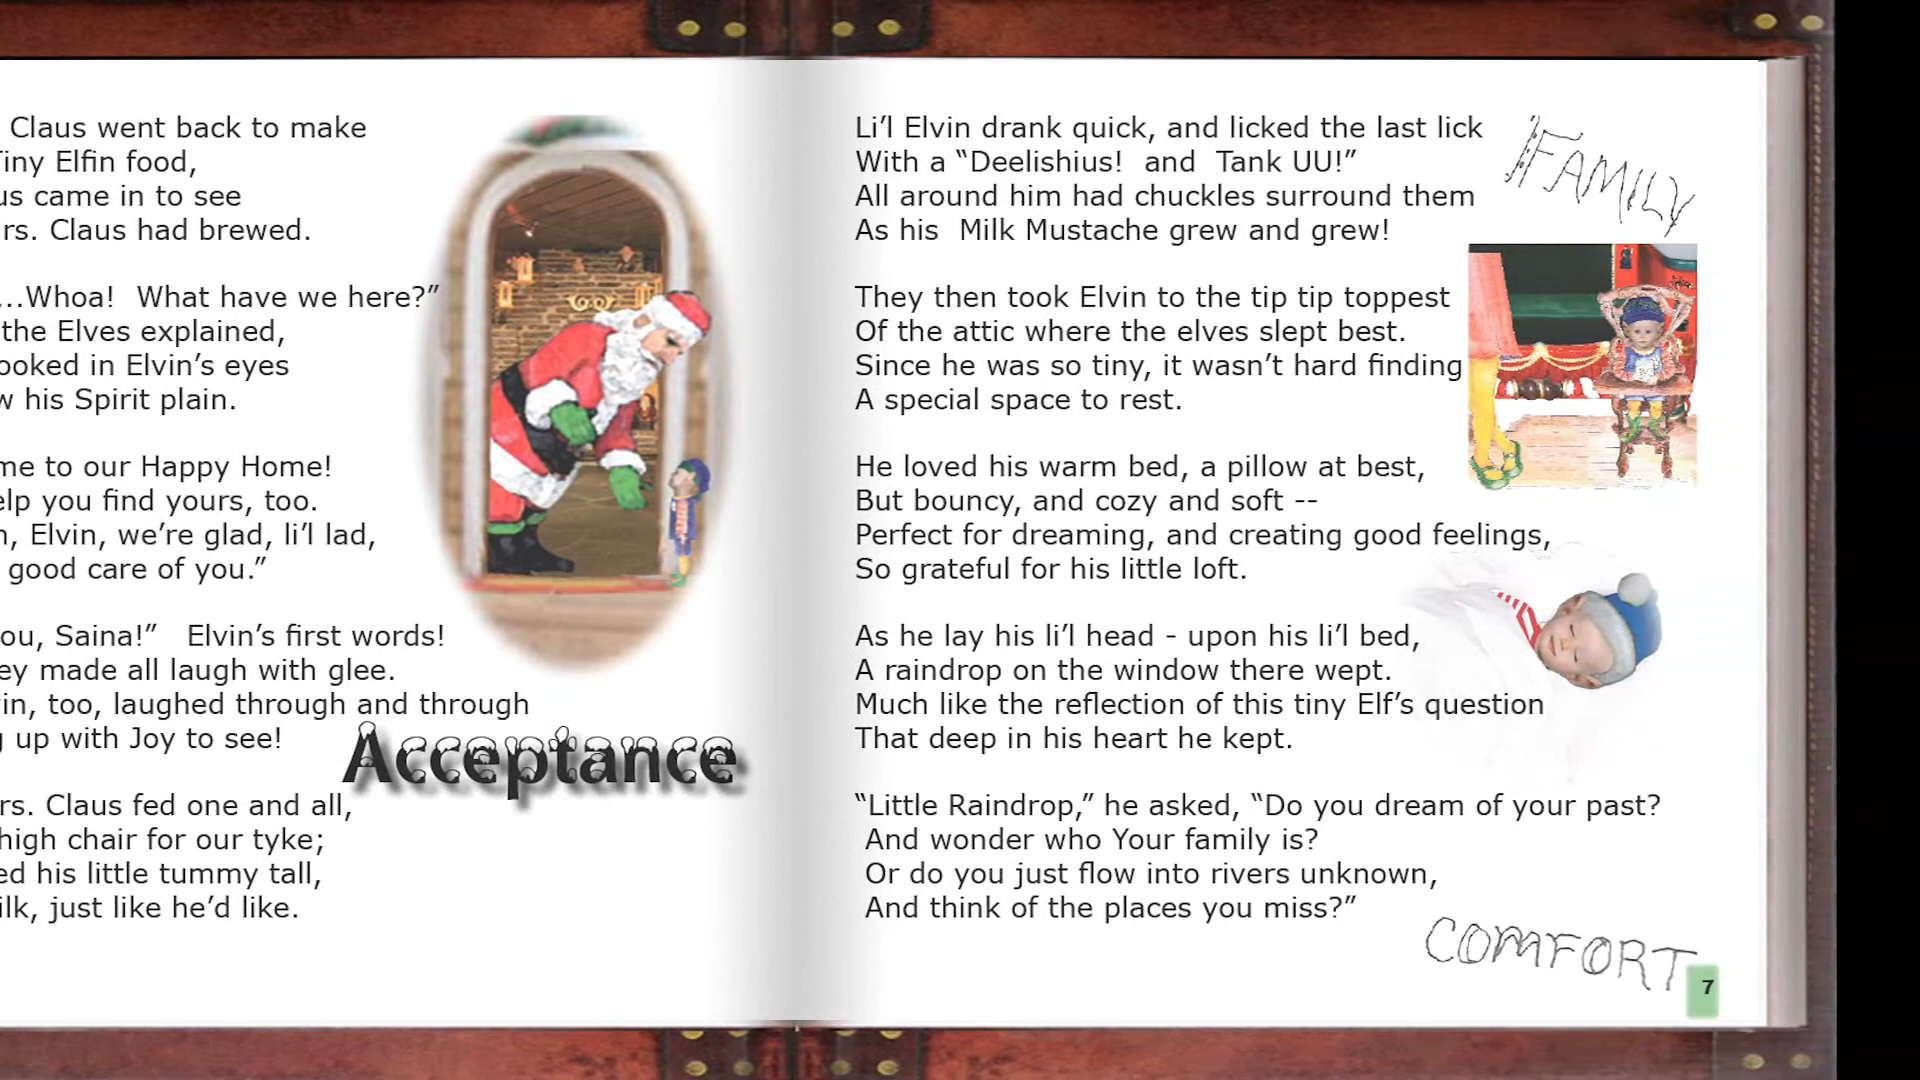 Claus went back to make
Tiny Elfin food,
us came in to see
rs. Claus had brewed.
...Whoa!  What have we here?”
the Elves explained,
ooked in Elvin’s eyes
w his Spirit plain.
me to our Happy Home!
elp you find yours, too.
n, Elvin, we’re glad, li’l lad,
good care of you.”
ou, Saina!”   Elvin’s first words!
ey made all laugh with glee.
in, too, laughed through and through
g up with Joy to see!
Acceptance
rs. Claus fed one and all,
high chair for our tyke;
ed his little tummy tall,
ilk, just like he’d like.
Li’l Elvin drank quick, and licked the last lick
With a “Deelishius!  and  Tank UU!”
All around him had chuckles surround them
As his  Milk Mustache grew and grew!
FAMILY
They then took Elvin to the tip tip toppest
Of the attic where the elves slept best.
Since he was so tiny, it wasn’t hard finding
A special space to rest.
He loved his warm bed, a pillow at best,
But bouncy, and cozy and soft --
Perfect for dreaming, and creating good feelings,
So grateful for his little loft.
As he lay his li’l head - upon his li’l bed,
A raindrop on the window there wept.
Much like the reflection of this tiny Elf’s question
That deep in his heart he kept.
“Little Raindrop,” he asked, “Do you dream of your past?
And wonder who Your family is?
Or do you just flow into rivers unknown,
And think of the places you miss?”
COMFORT
7